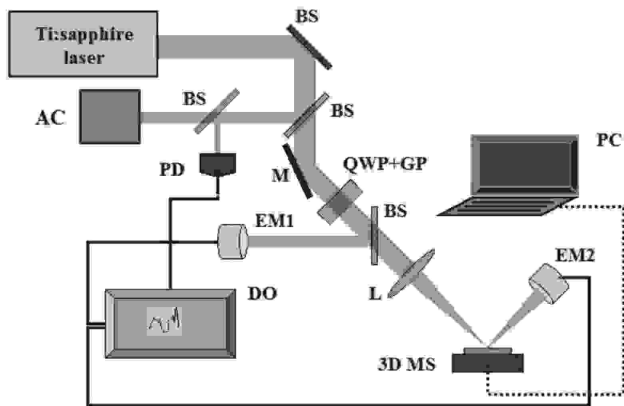 Ti:sapphire
laser
BS
AC
BS
BS
PD
M
QWP+GP
PC
BS
EM1
EM2
DO
L
3D MS